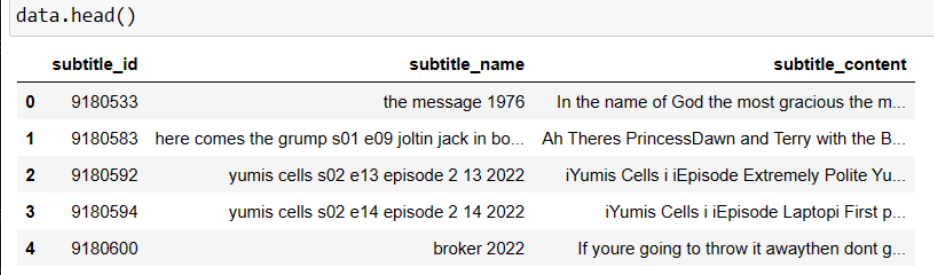 data.head()
subtitle_id subtitle_name subtitle_content
0 9180533 the message 1976 In the name of God the most gracious the m...
1 9180583 here comes the grump s01 e09 joltin jack in bo... Ah Theres PrincessDawn and Terry with the B...
2 9180592 yumis cells s02 e13 episode 2 13 2022 iYumis Cells i iEpisode Extremely Polite Yu...
3 9180594 yumis cells s02 e14 episode 2 14 2022 iYumis Cells i iEpisode Laptopi First p...
4 9180600 broker 2022 If youre going to throw it awaythen dont g...